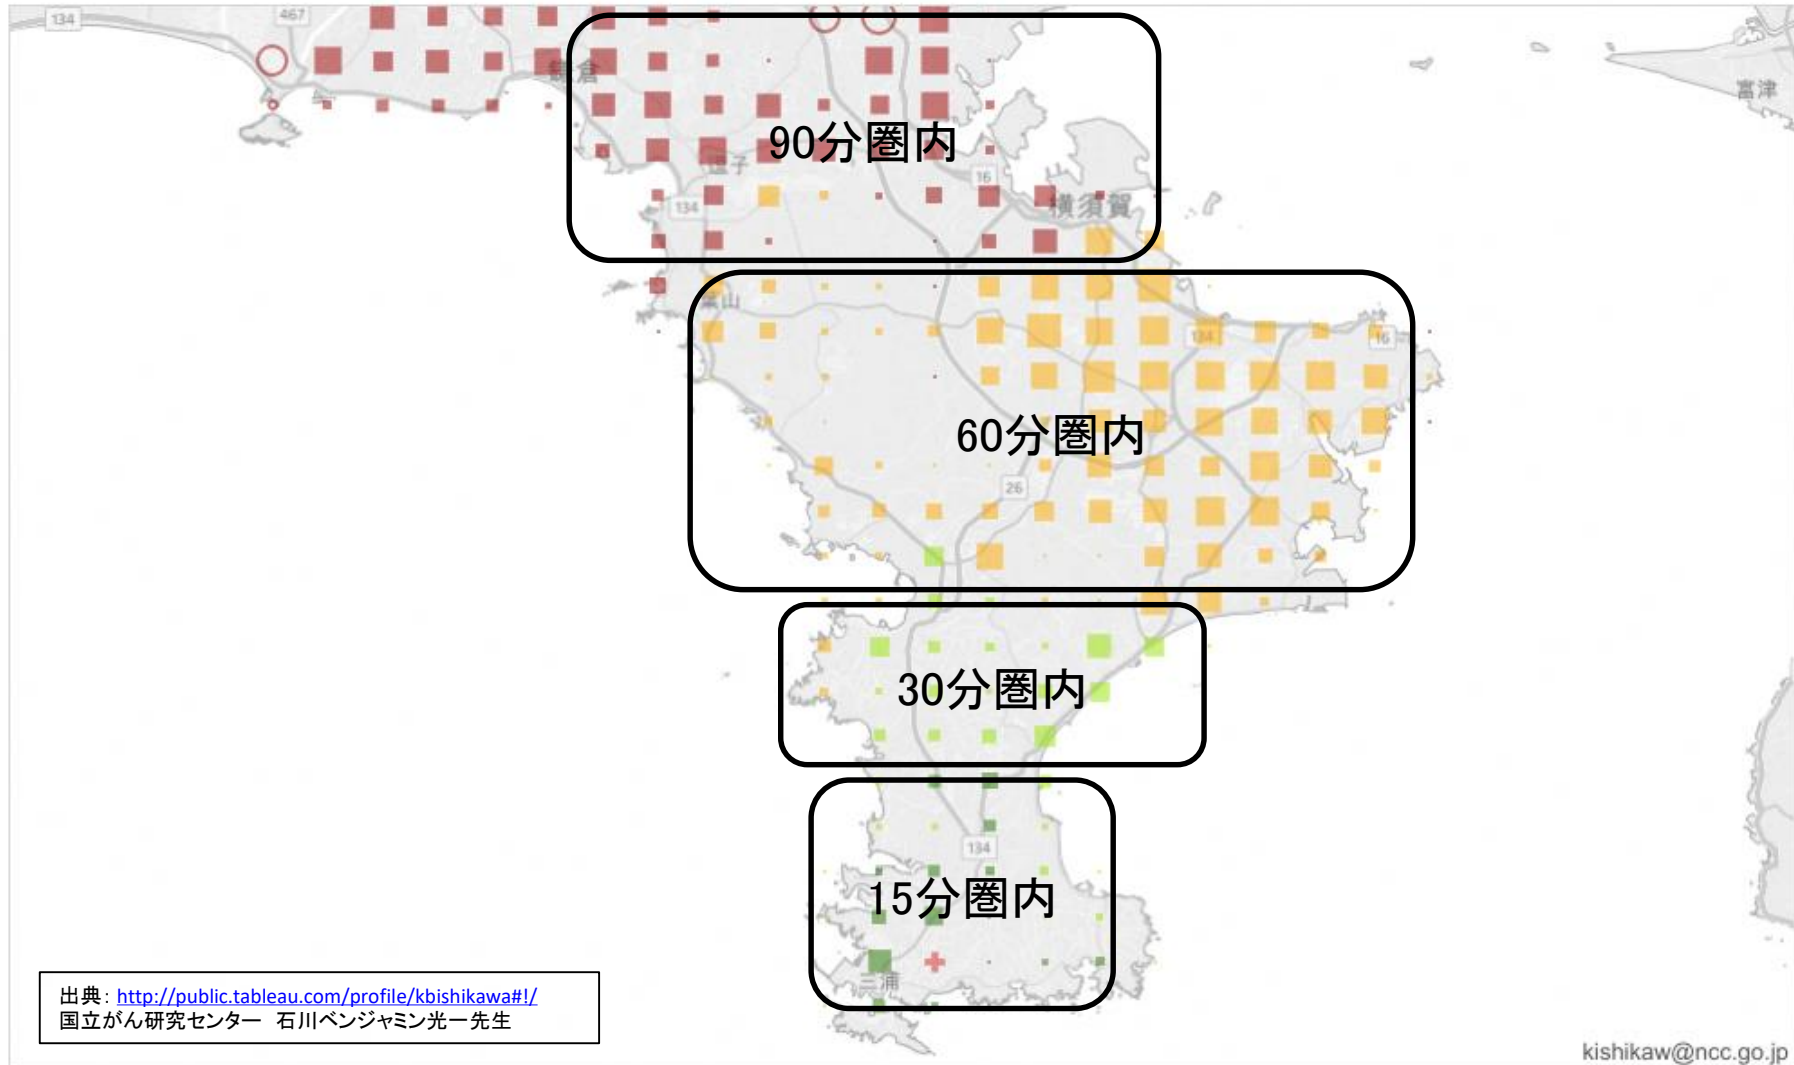 134
467
鎌倉
富津
90分圏内
逗子
16
134
横須賀
葉山
134
16
60分圏内
26
30分圏内
134
15分圏内
三浦
出典: http://public.tableau.com/profile/kbishikawa#!/
国立がん研究センター 石川ベンジャミン光一先生
kishikaw@ncc.go.jp